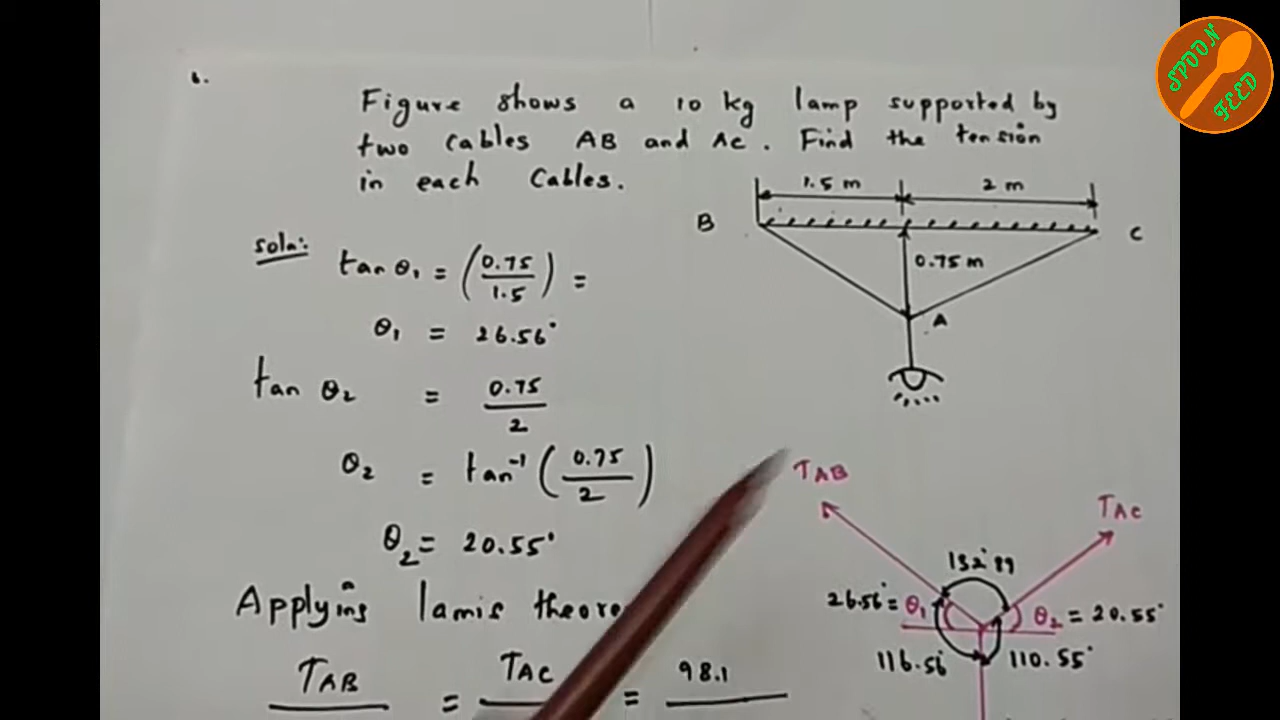 SPOON
FEED
6.
Figure shows a 10 kg lamp supported by
two cables AB and AC. Find the tension
in each Cables.
1.5 m
2 m
B
C
0.75 m
A
soln:
tan θ₁ = (0.75/1.5) =
θ₁ = 26.56°
tan θ₂ = 0.75/2
θ₂ = tan⁻¹ (0.75/2)
θ₂ = 20.55°
Applying lamis
TAB = TAC = 98.1
TAB
TAC
132°89
26.56° = θ₁
θ₂ = 20.55°
116.56°
110.55°